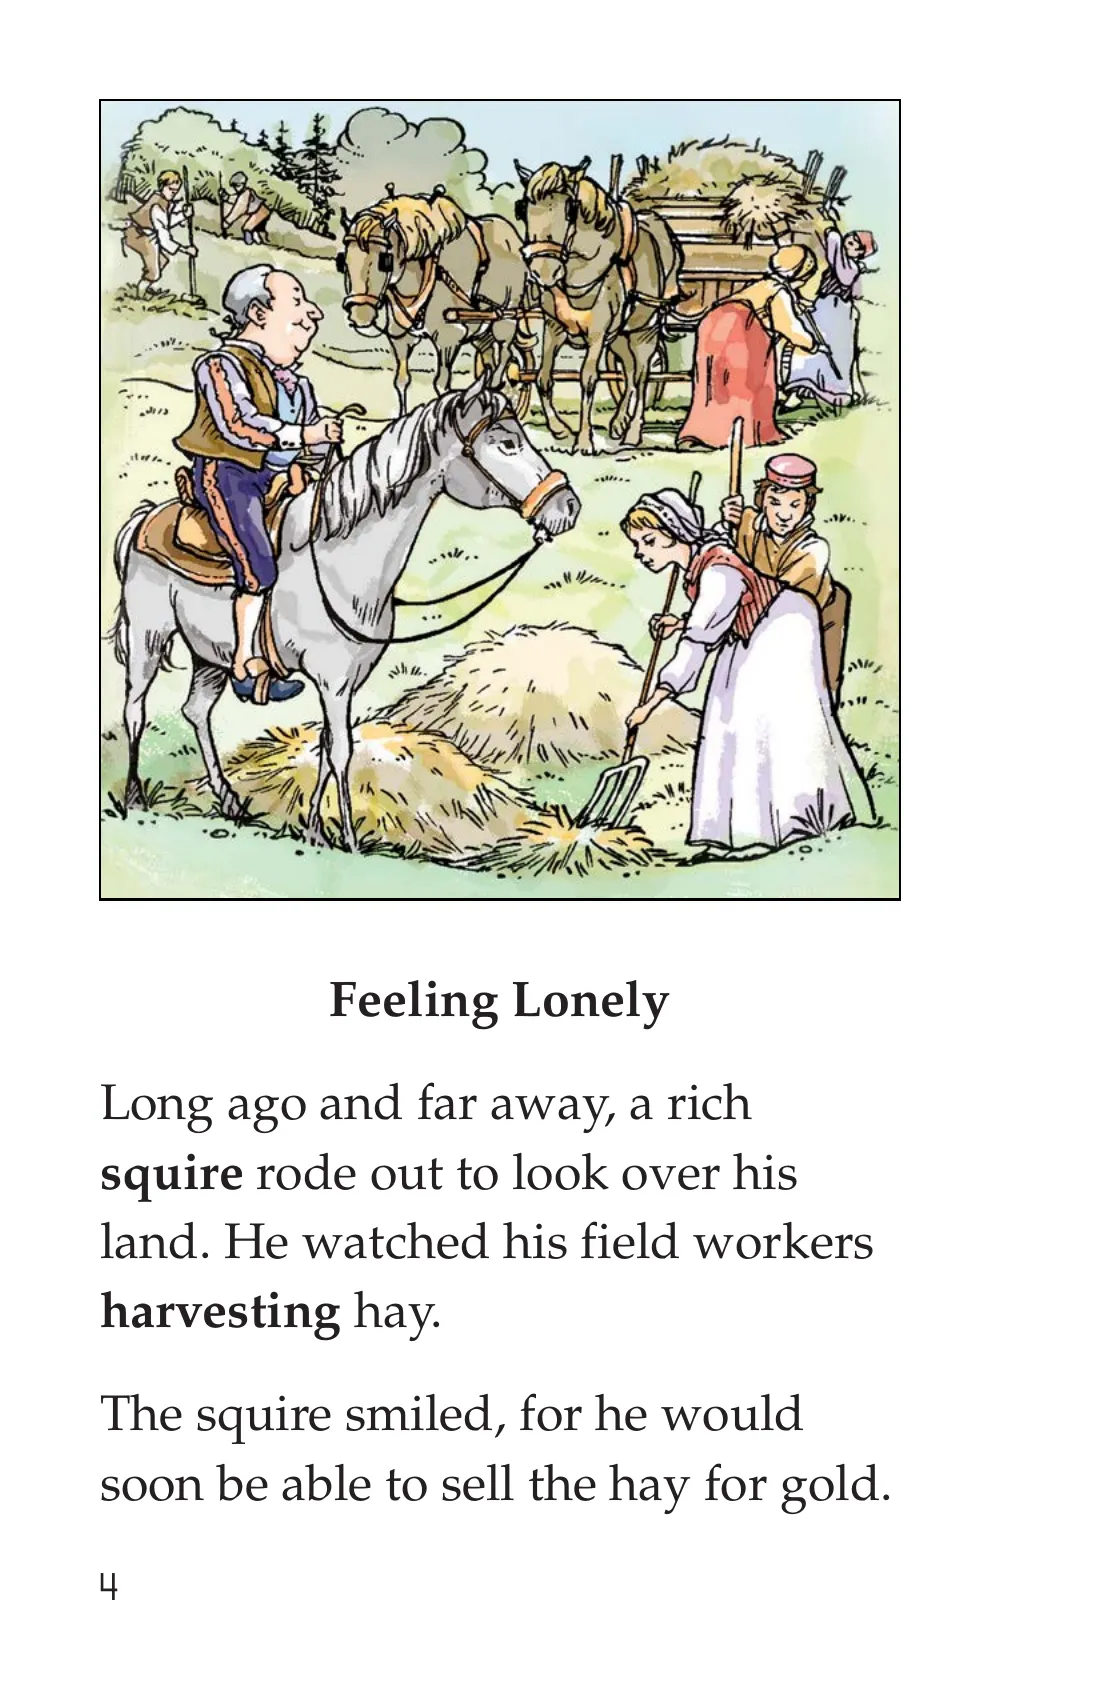 Feeling Lonely
Long ago and far away, a rich
squire rode out to look over his
land. He watched his field workers
harvesting hay.
The squire smiled, for he would
soon be able to sell the hay for gold.
4